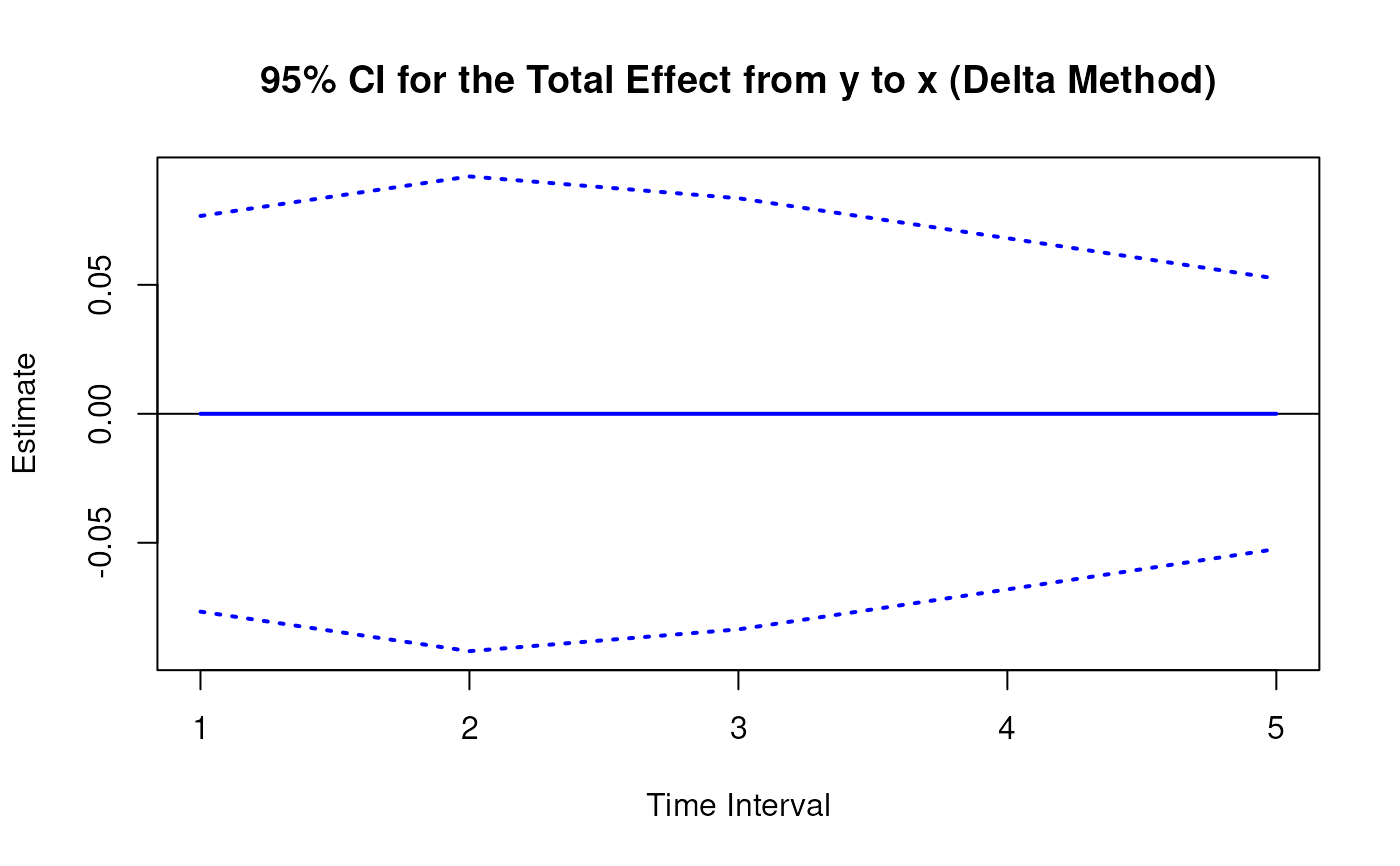 95% CI for the Total Effect from y to x (Delta Method)
Estimate
0.05
0.00
-0.05
1 2 3 4 5
Time Interval